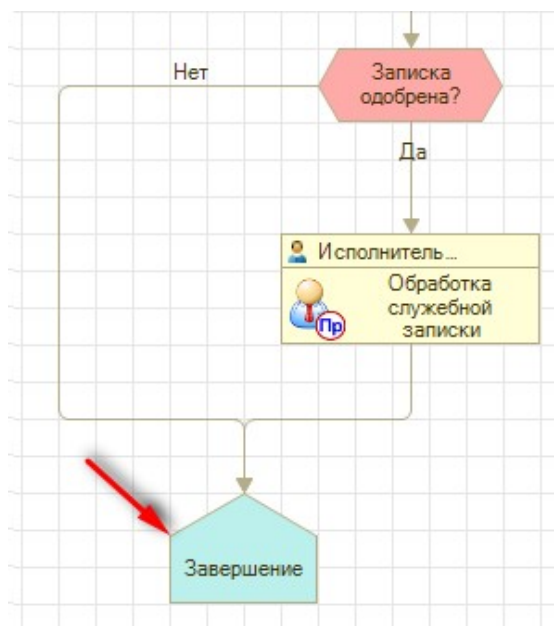 Нет
Записка
одобрена?
Да
Исполнитель...
Обработка
служебной
записки
Пр
Завершение